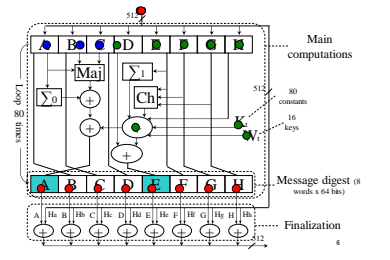 512
A B C D E F G H
Main
computations
Maj
∑1
∑0
Ch
512
80
constants
Kt
16
keys
Wt
Loop
80
times
A B C D E F G H
Message digest (8
words x 64 bits)
A Ha B Hb C Hc D Hd E He F Hf G Hg H Hh
Finalization
512
6